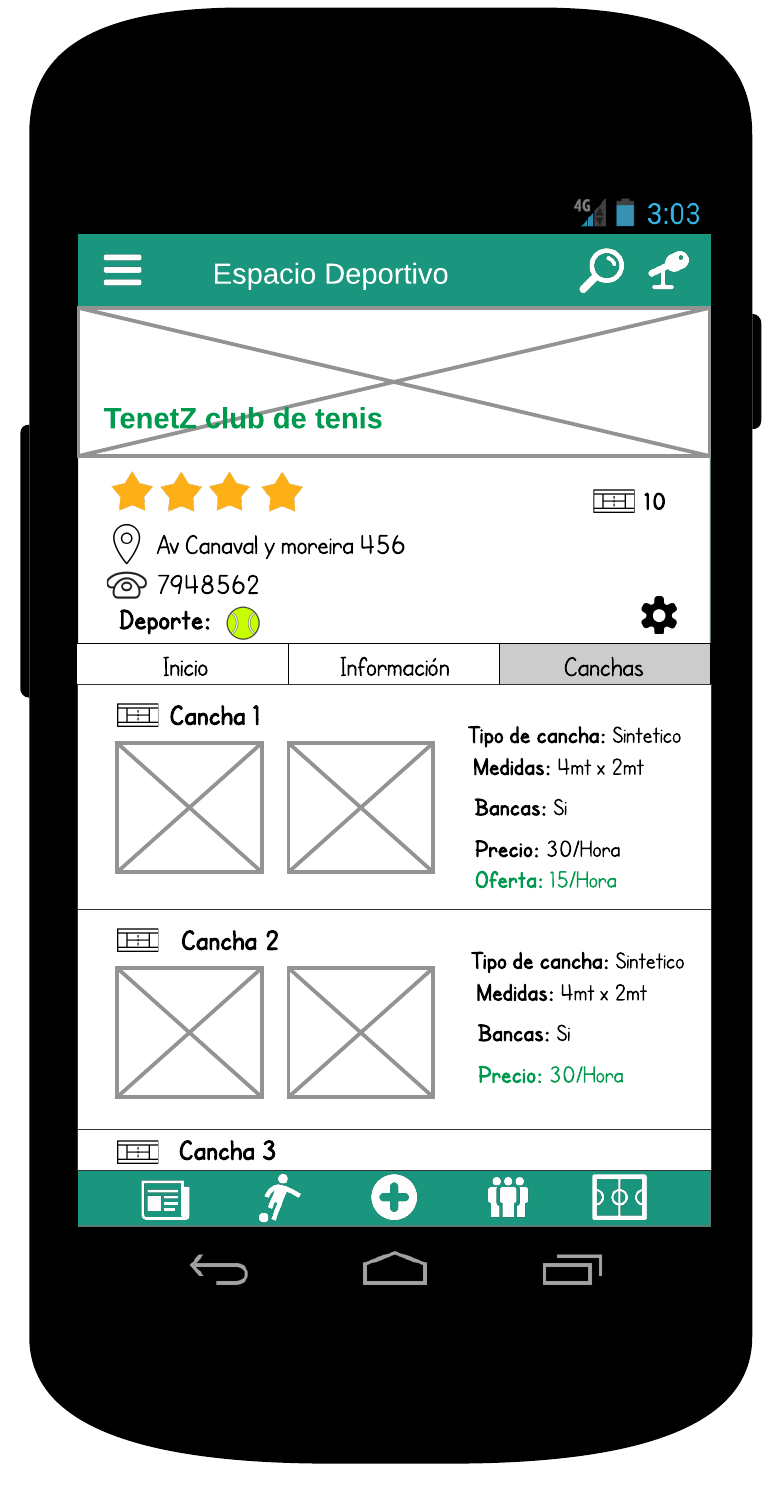 4G 3:03
Espacio Deportivo
TenetZ club de tenis
10
Av Canaval y moreira 456
7948562
Deporte:
Inicio Información Canchas
Cancha 1
Tipo de cancha: Sintetico
Medidas: 4mt x 2mt
Bancas: Si
Precio: 30/Hora
Oferta: 15/Hora
Cancha 2
Tipo de cancha: Sintetico
Medidas: 4mt x 2mt
Bancas: Si
Precio: 30/Hora
Cancha 3